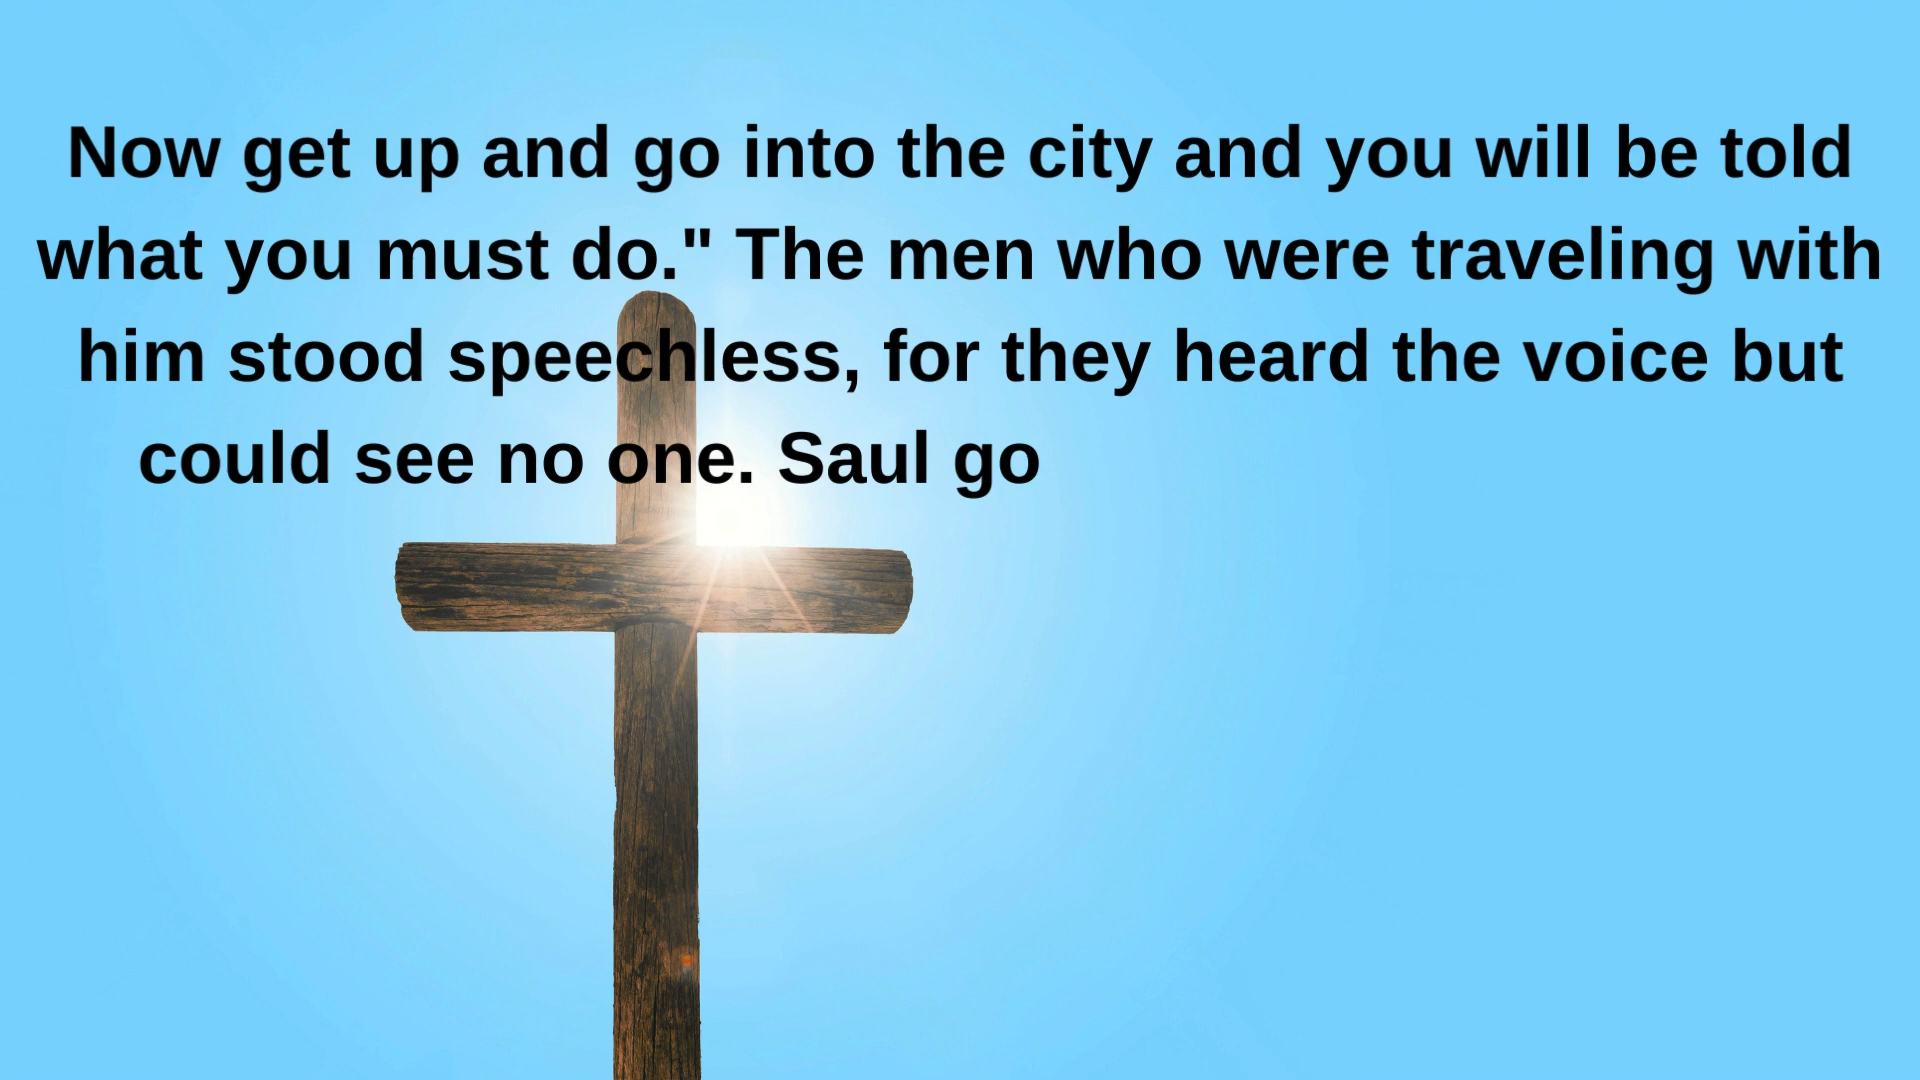 Now get up and go into the city and you will be told
what you must do." The men who were traveling with
him stood speechless, for they heard the voice but
could see no one. Saul go